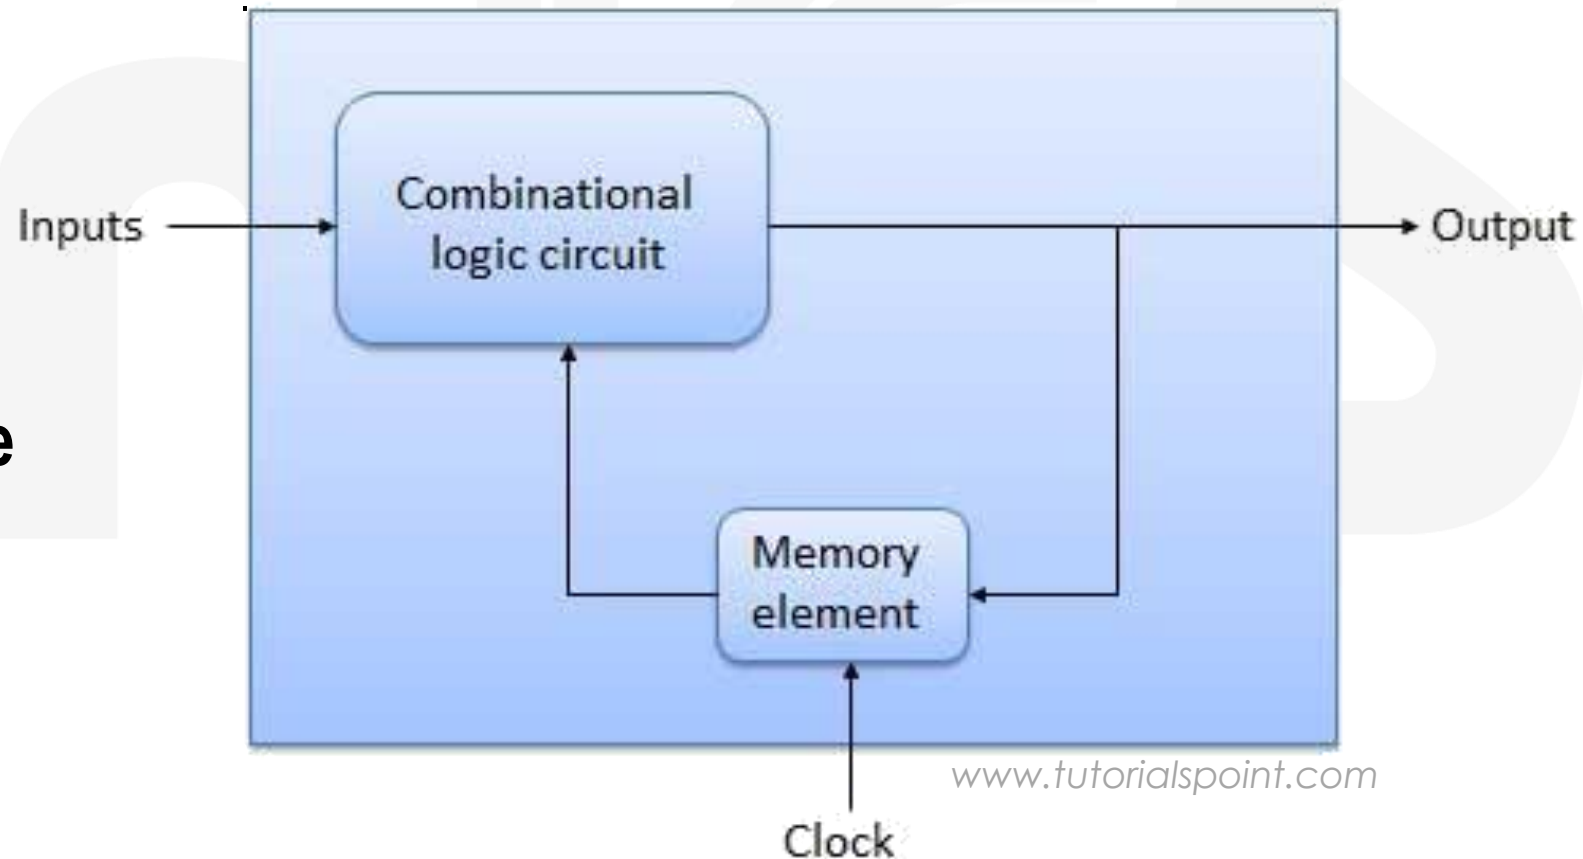 Combinational
logic circuit
Inputs
Output
e
Memory
element
www.tutorialspoint.com
Clock